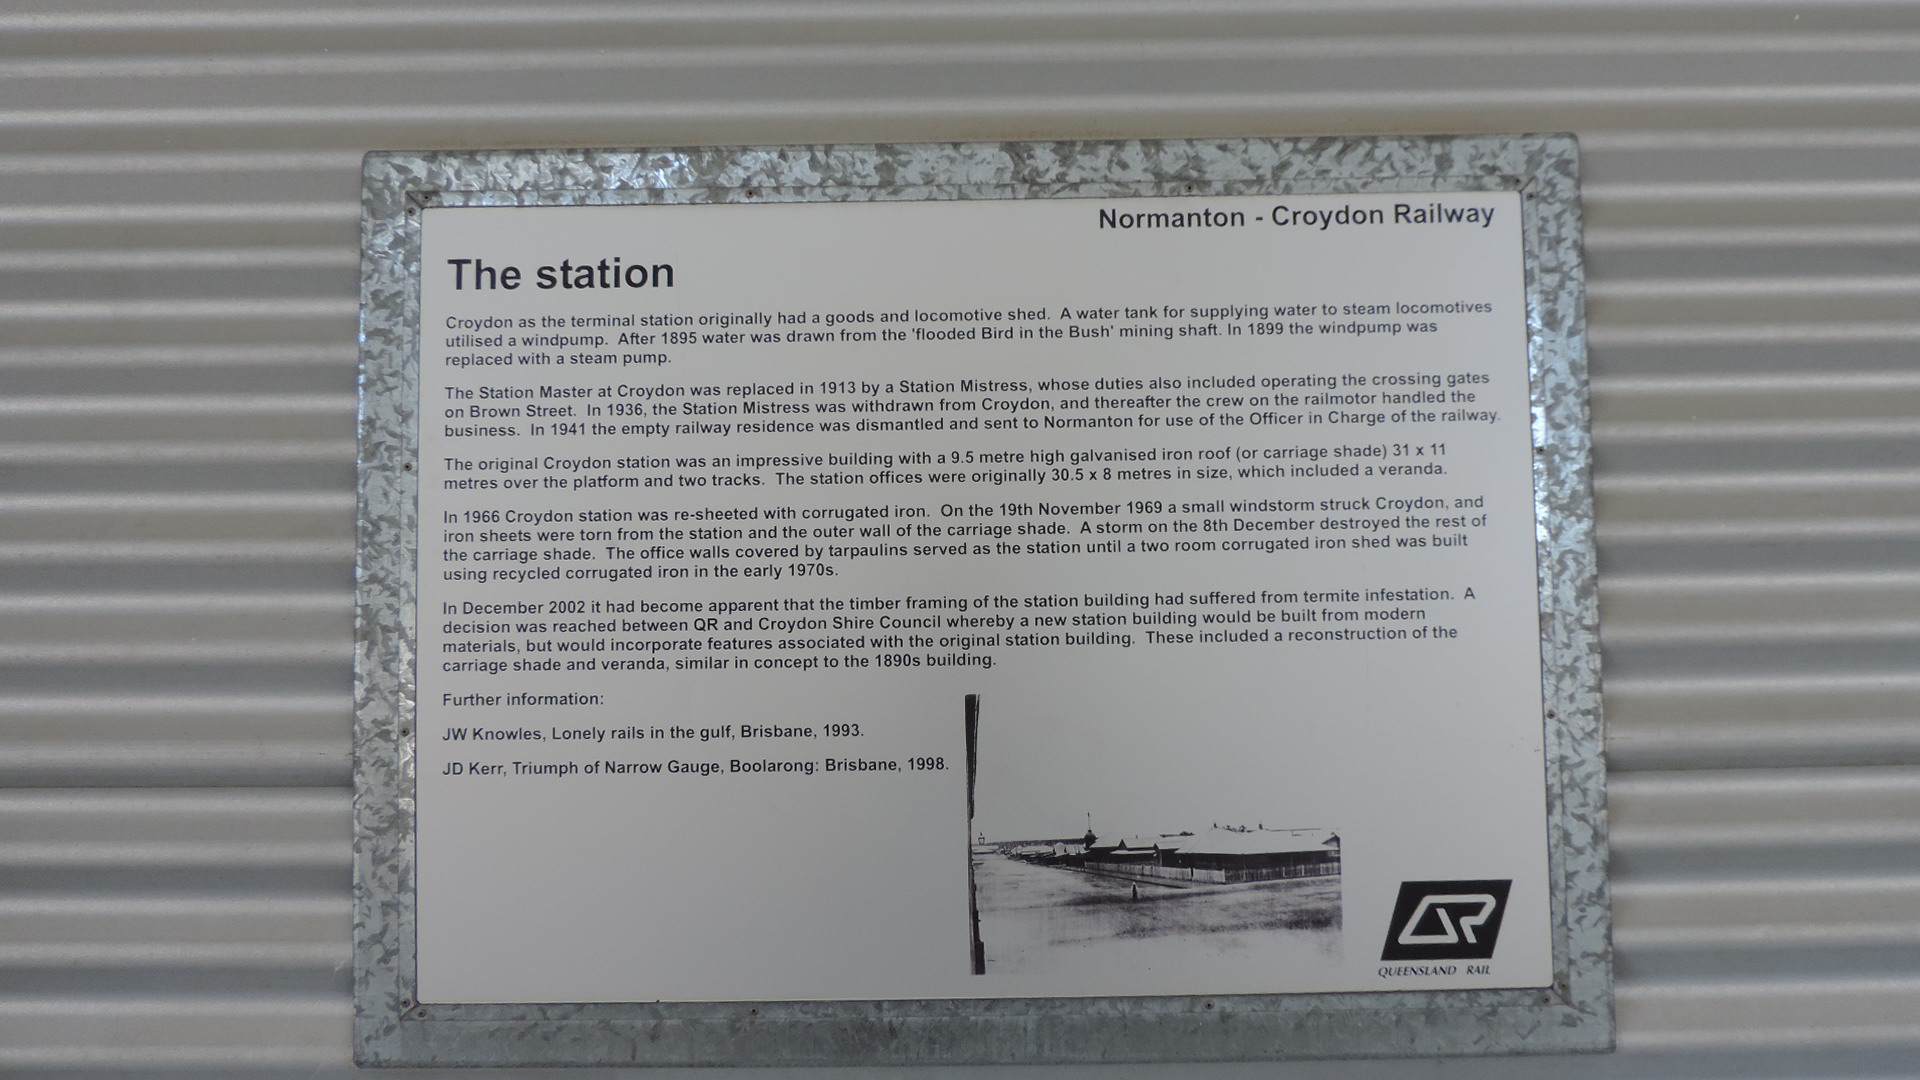 Normanton - Croydon Railway
The station
Croydon as the terminal station originally had a goods and locomotive shed. A water tank for supplying water to steam locomotives
utilised a windpump. After 1895 water was drawn from the 'flooded Bird in the Bush' mining shaft. In 1899 the windpump was
replaced with a steam pump.
The Station Master at Croydon was replaced in 1913 by a Station Mistress, whose duties also included operating the crossing gates
on Brown Street. In 1936, the Station Mistress was withdrawn from Croydon, and thereafter the crew on the railmotor handled the
business. In 1941 the empty railway residence was dismantled and sent to Normanton for use of the Officer in Charge of the railway.
The original Croydon station was an impressive building with a 9.5 metre high galvanised iron roof (or carriage shade) 31 x 11
metres over the platform and two tracks. The station offices were originally 30.5 x 8 metres in size, which included a veranda.
In 1966 Croydon station was re-sheeted with corrugated iron. On the 19th November 1969 a small windstorm struck Croydon, and
iron sheets were torn from the station and the outer wall of the carriage shade. A storm on the 8th December destroyed the rest of
the carriage shade. The office walls covered by tarpaulins served as the station until a two room corrugated iron shed was built
using recycled corrugated iron in the early 1970s.
In December 2002 it had become apparent that the timber framing of the station building had suffered from termite infestation. A
decision was reached between QR and Croydon Shire Council whereby a new station building would be built from modern
materials, but would incorporate features associated with the original station building. These included a reconstruction of the
carriage shade and veranda, similar in concept to the 1890s building.
Further information:
JW Knowles, Lonely rails in the gulf, Brisbane, 1993.
JD Kerr, Triumph of Narrow Gauge, Boolarong: Brisbane, 1998.
QR
QUEENSLAND RAIL